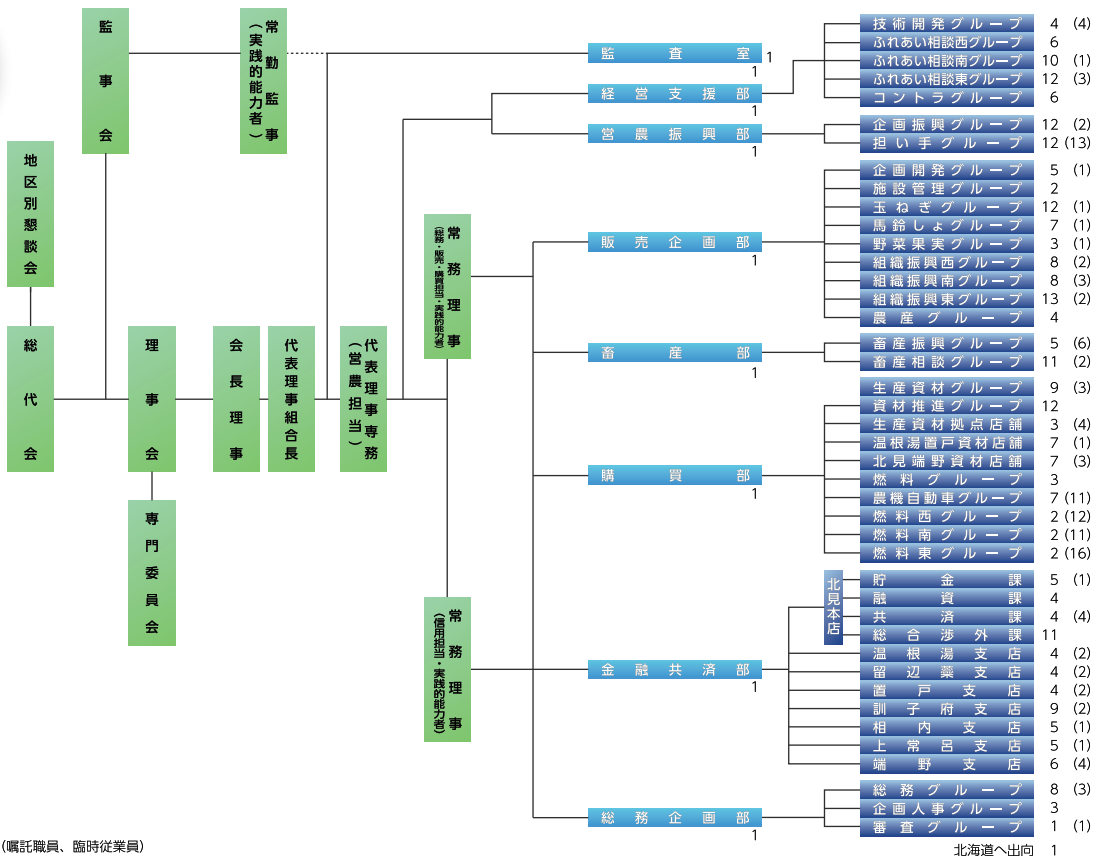 監事会
常勤監事
（実践的能力者）
地区別懇談会
総代会
理事会
専門委員会
会長理事
代表理事組合長
代表理事専務
（営農担当）
常務理事
（総務・販売・購買担当・実践的能力者）
常務理事
（信用担当・実践的能力者）
監査室 1
1
経営支援部
1
営農振興部
1
販売企画部
1
畜産部
1
購買部
1
金融共済部
1
総務企画部
1
技術開発グループ 4 (4)
ふれあい相談西グループ 6
ふれあい相談南グループ 10 (1)
ふれあい相談東グループ 12 (3)
コントラグループ 6
企画振興グループ 12 (2)
担い手グループ 12 (13)
企画開発グループ 5 (1)
施設管理グループ 2
玉ねぎグループ 12 (1)
馬鈴しょグループ 7 (1)
野菜果実グループ 3 (1)
組織振興西グループ 8 (2)
組織振興南グループ 8 (3)
組織振興東グループ 13 (2)
農産グループ 4
畜産振興グループ 5 (6)
畜産相談グループ 11 (2)
生産資材グループ 9 (3)
資材推進グループ 12
生産資材拠点店舗 3 (4)
温根湯置戸資材店舗 7 (1)
北見端野資材店舗 7 (3)
燃料グループ 3
農機自動車グループ 7 (11)
燃料西グループ 2 (12)
燃料南グループ 2 (11)
燃料東グループ 2 (16)
北見本店
貯金課 5 (1)
融資課 4
共済課 4 (4)
総合渉外課 11
温根湯支店 4 (2)
留辺蘂支店 4 (2)
置戸支店 4 (2)
訓子府支店 9 (2)
相内支店 5 (1)
上常呂支店 5 (1)
端野支店 6 (4)
総務グループ 8 (3)
企画人事グループ 3
審査グループ 1 (1)
北海道へ出向 1
（嘱託職員、臨時従業員）